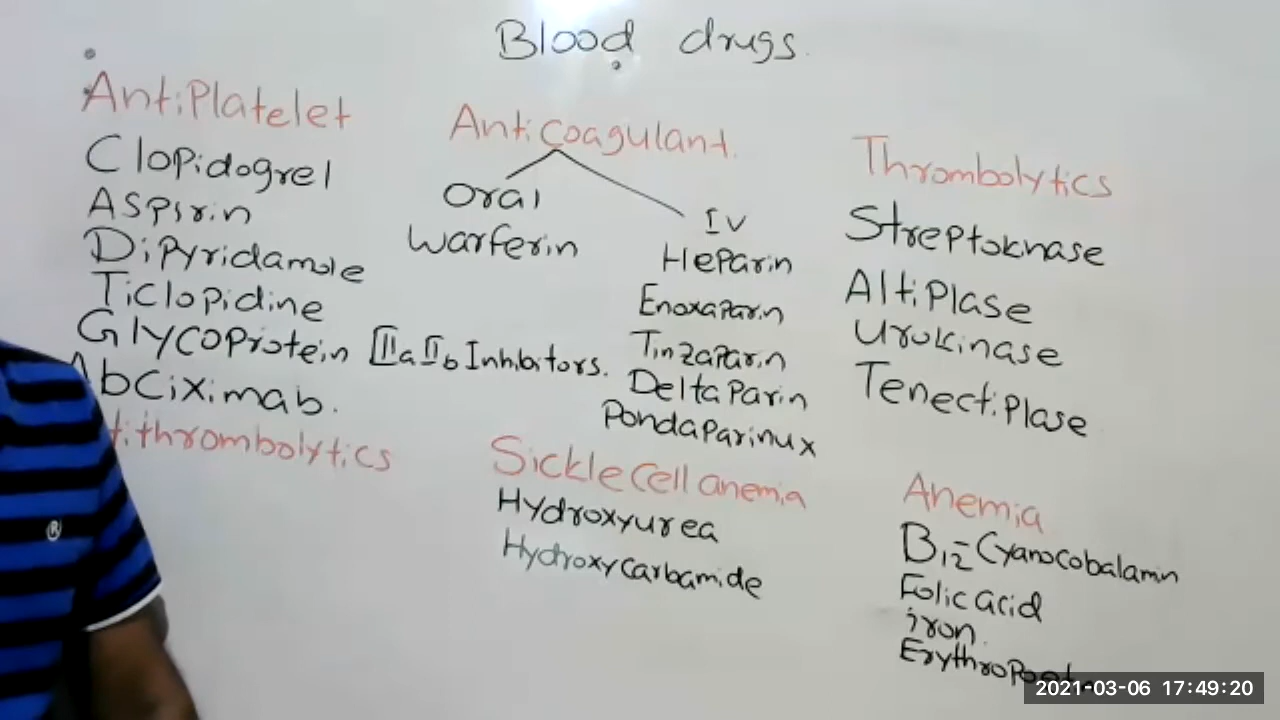 Blood drugs.
AntiPlatelet
Clopidogrel
ASPirin
Dipyridamole
Ticlopidine
Glycoprotein IIa IIb Inhibitors.
Abciximab.
tithrombolytics
Anticoagulant.
Oral
Warferin
IV
Heparin
Enoxaparin
Tinzaparin
DeltaParin
Pondaparinux
Sickle Cell anemia
Hydroxyurea
Hydroxycarbamide
Thrombolytics
Streptoknase
AltiPlase
Urokinase
TenectiPlase
Anemia
B12 - Cyanocobalamin
Folic acid
iron.
2021-03-06 17:49:20